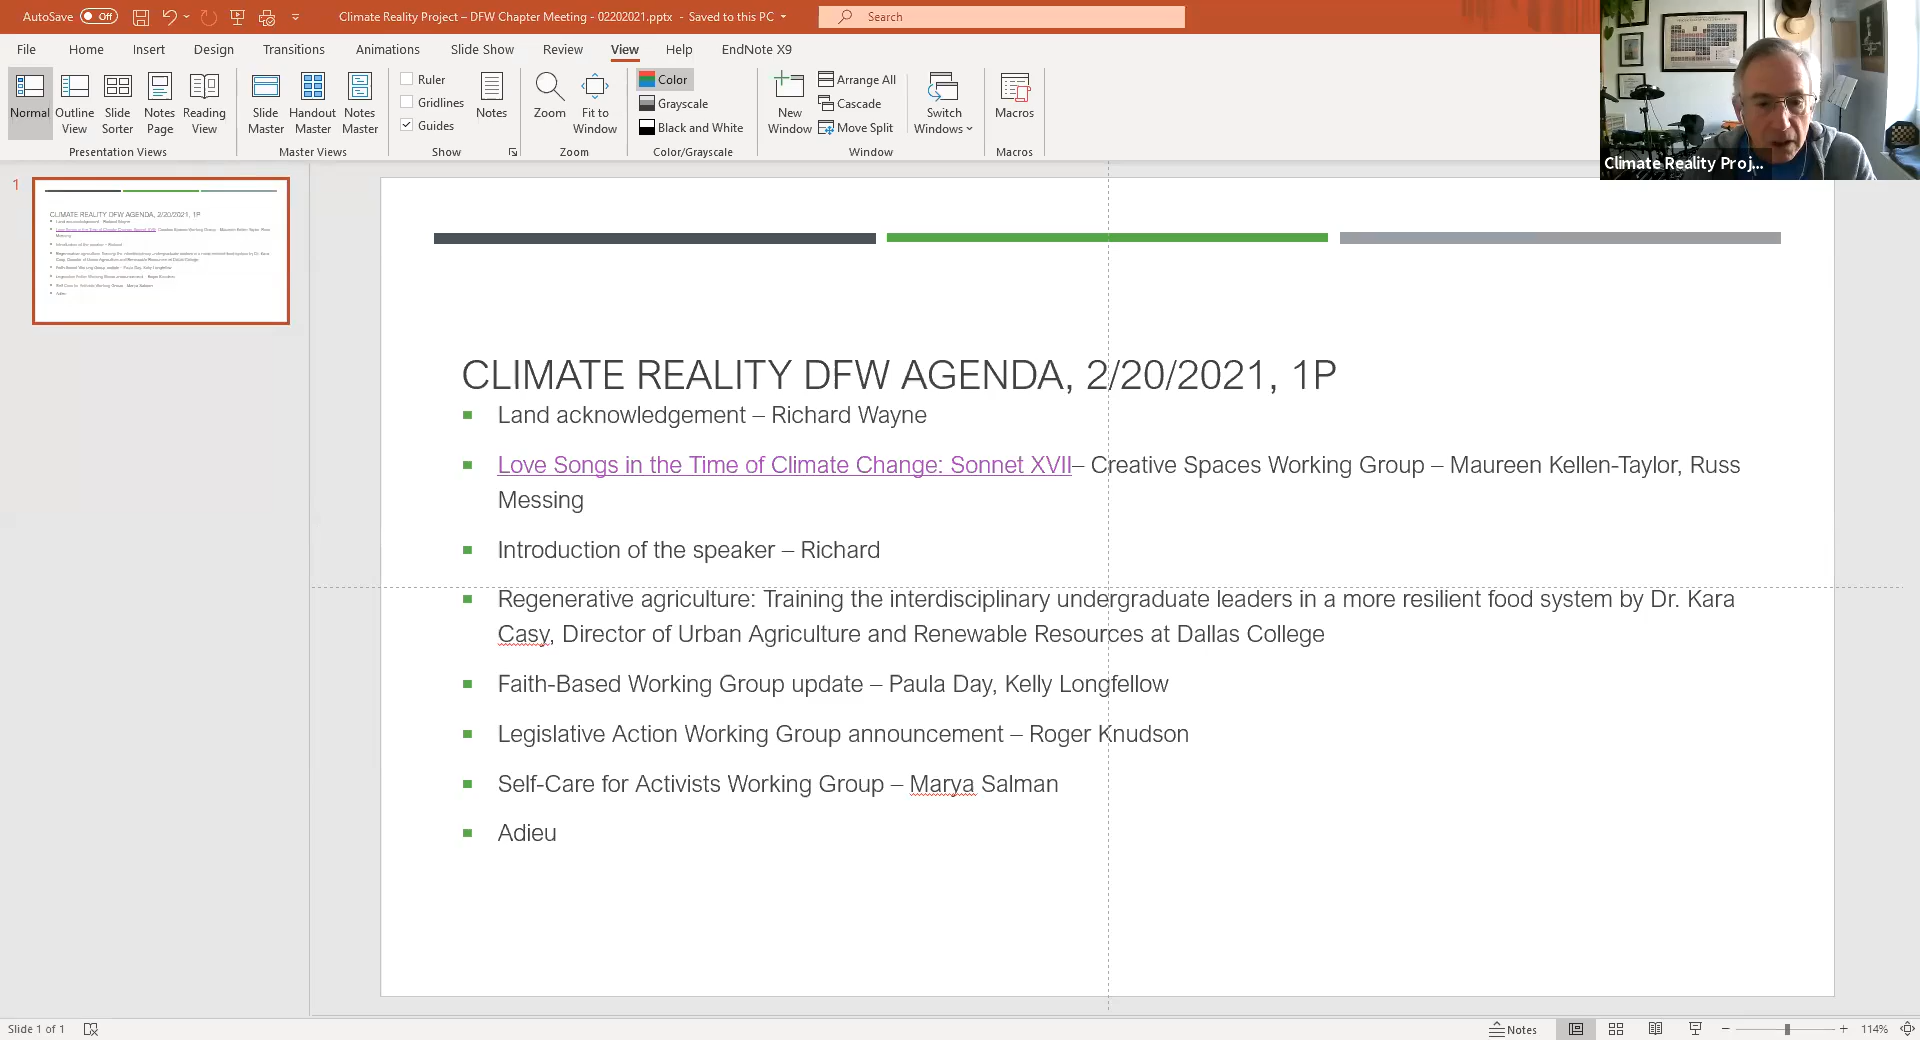 AutoSave Off Climate Reality Project – DFW Chapter Meeting - 02202021.pptx - Saved to this PC Search
File Home Insert Design Transitions Animations Slide Show Review View Help EndNote X9
Normal Outline View Slide Sorter Notes Page Reading View
Presentation Views
Slide Master Handout Master Notes Master
Master Views
Ruler
Gridlines
Guides
Notes
Show
Zoom Fit to Window
Zoom
Color
Grayscale
Black and White
Color/Grayscale
New Window
Arrange All
Cascade
Move Split
Switch Windows
Window
Macros
Macros
Climate Reality Proj...
1
CLIMATE REALITY DFW AGENDA, 2/20/2021, 1P
Land acknowledgement – Richard Wayne
Love Songs in the Time of Climate Change: Sonnet XVII– Creative Spaces Working Group – Maureen Kellen-Taylor, Russ
Messing
Introduction of the speaker – Richard
Regenerative agriculture: Training the interdisciplinary undergraduate leaders in a more resilient food system by Dr. Kara
Casy, Director of Urban Agriculture and Renewable Resources at Dallas College
Faith-Based Working Group update – Paula Day, Kelly Longfellow
Legislative Action Working Group announcement – Roger Knudson
Self-Care for Activists Working Group – Marya Salman
Adieu
Slide 1 of 1 Notes 114%